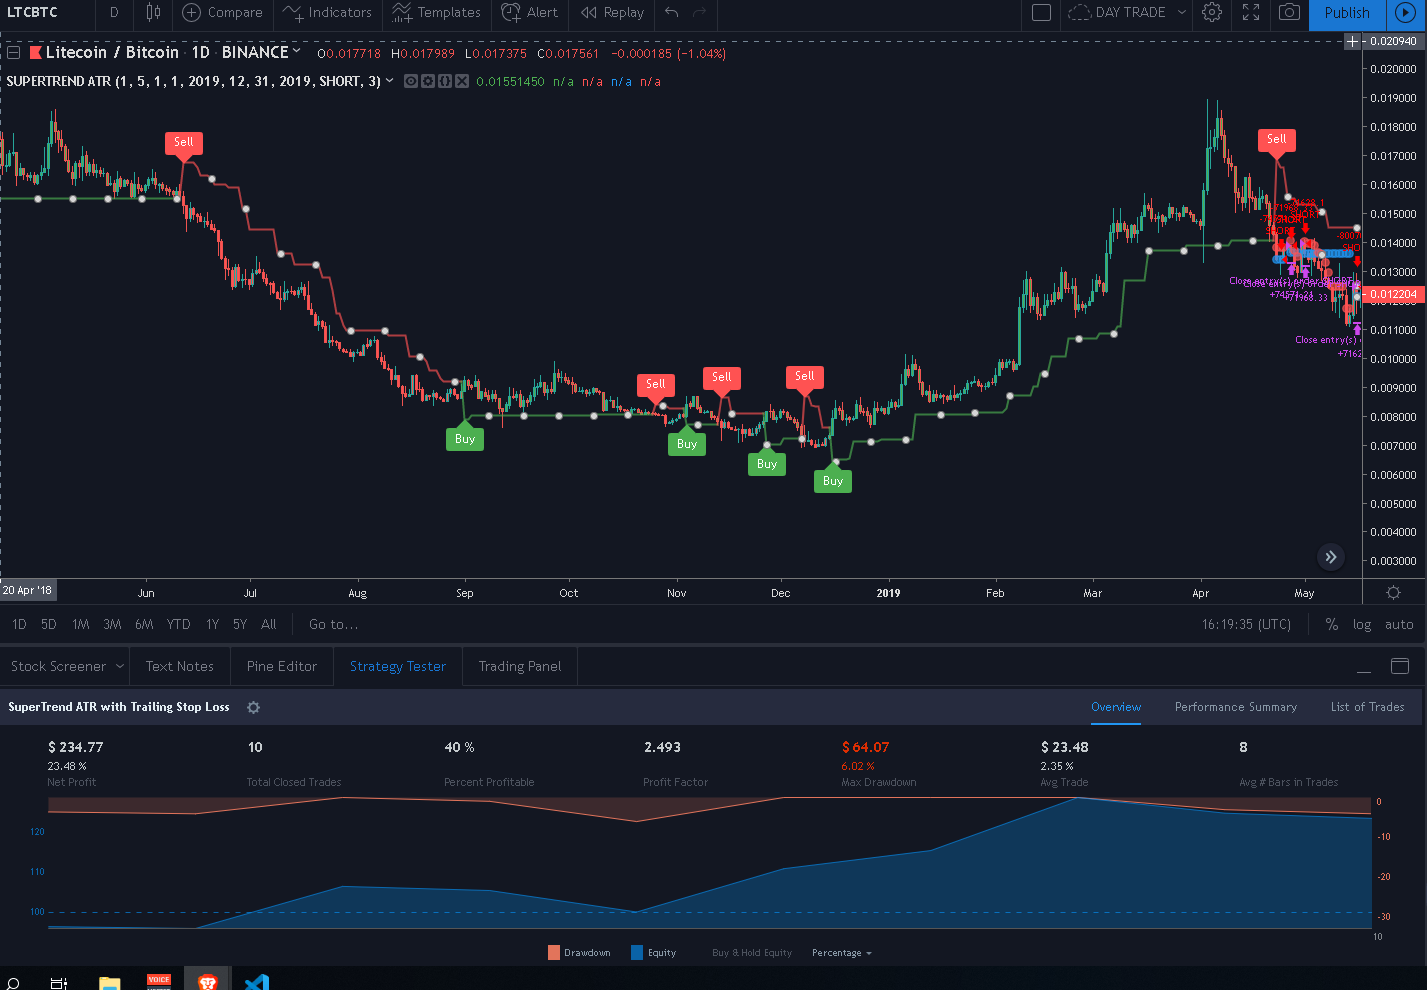 LTCBTC D Compare Indicators Templates Alert Replay DAY TRADE Publish
Litecoin / Bitcoin 1D BINANCE O0.017718 H0.017989 L0.017375 C0.017561 −0.000185 (−1.04%)
SUPERTREND ATR (1, 5, 1, 1, 2019, 12, 31, 2019, SHORT, 3) 0.01551450 n/a n/a n/a n/a
0.020940
0.020000
0.019000
0.018000
0.017000
0.016000
0.015000
0.014000
0.013000
0.012204
0.011000
0.010000
0.009000
0.008000
0.007000
0.006000
0.005000
0.004000
0.003000
Sell
Sell
Sell
Sell
Sell
Buy
Buy
Buy
Buy
Close entry(s) order
+74571.21
+71968.33
Close entry(s)
+7162
20 Apr '18 Jun Jul Aug Sep Oct Nov Dec 2019 Feb Mar Apr May
1D 5D 1M 3M 6M YTD 1Y 5Y All Go to... 16:19:35 (UTC) % log auto
Stock Screener Text Notes Pine Editor Strategy Tester Trading Panel
SuperTrend ATR with Trailing Stop Loss Overview Performance Summary List of Trades
$ 234.77 10 40 % 2.493 $ 64.07 $ 23.48 8
23.48 % 6.02 % 2.35 %
Net Profit Total Closed Trades Percent Profitable Profit Factor Max Drawdown Avg Trade Avg # Bars in Trades
120
110
100
0
-10
-20
-30
10
Drawdown Equity Buy & Hold Equity Percentage
VOICE